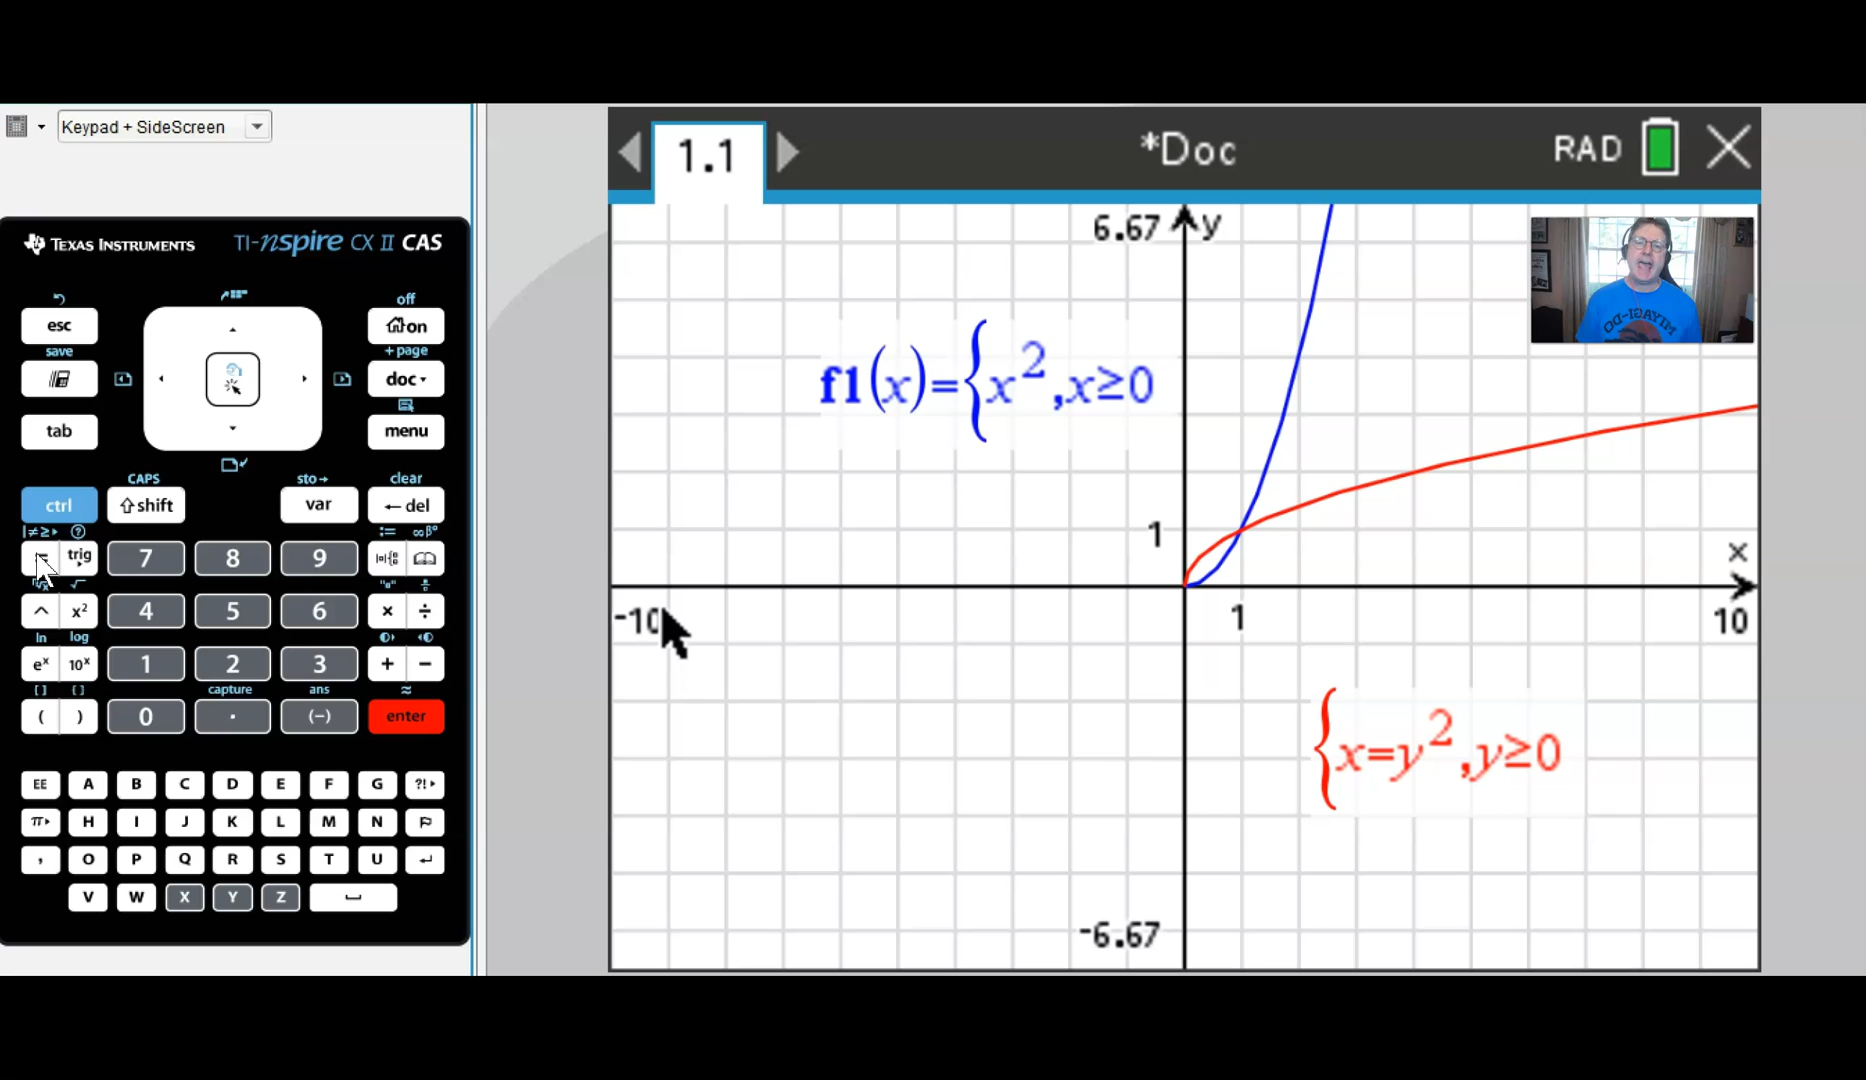 Keypad + SideScreen
TEXAS INSTRUMENTS TI-nspire CX II CAS
off
esc
on
save
+ page
doc
tab
menu
CAPS
sto→
clear
ctrl
⇧shift
var
← del
|≠≥▸
:=
∞β°
=
trig
7
8
9
|□|{
√
"□"
^
x²
4
5
6
×
÷
ln
log
eˣ
10ˣ
1
2
3
+
−
[ ]
{ }
capture
ans
≈
(
)
0
.
(−)
enter
EE A B C D E F G ?!▸
π▸ H I J K L M N
, O P Q R S T U ↵
V W X Y Z
1.1
*Doc
RAD
6.67
y
f1(x)={x²,x≥0
MIYAGI-DO
1
x
-10
1
10
{x=y²,y≥0
-6.67